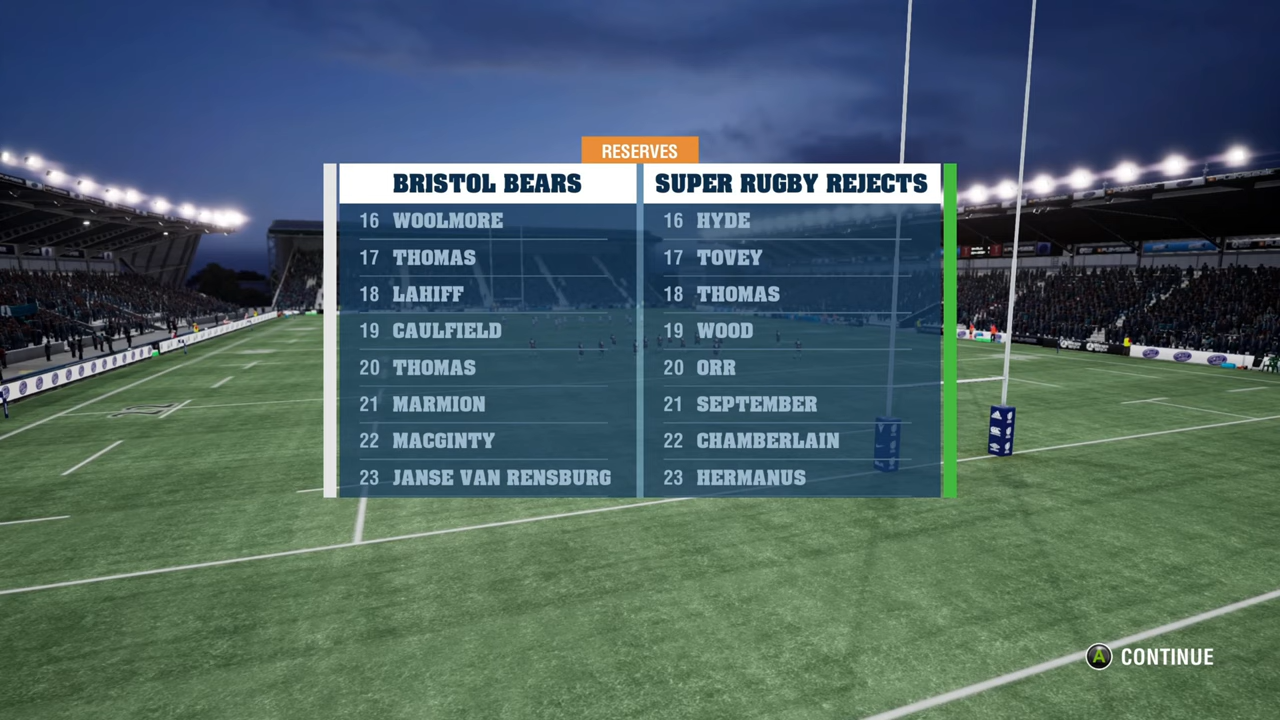 RESERVES
BRISTOL BEARS
16 WOOLMORE
17 THOMAS
18 LAHIFF
19 CAULFIELD
20 THOMAS
21 MARMION
22 MACGINTY
23 JANSE VAN RENSBURG
SUPER RUGBY REJECTS
16 HYDE
17 TOVEY
18 THOMAS
19 WOOD
20 ORR
21 SEPTEMBER
22 CHAMBERLAIN
23 HERMANUS
A CONTINUE